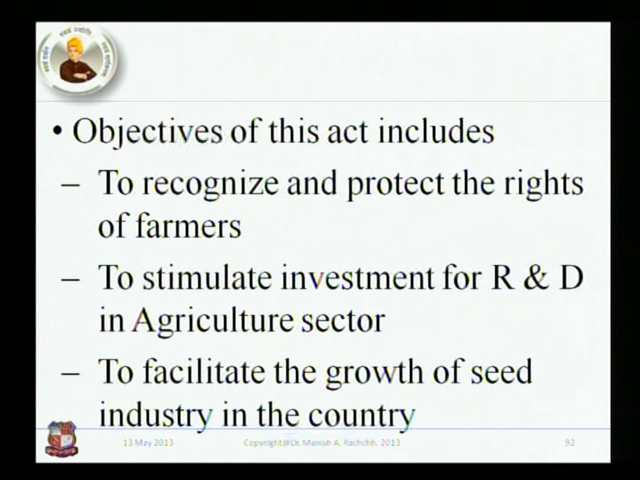 • Objectives of this act includes
– To recognize and protect the rights
of farmers
– To stimulate investment for R & D
in Agriculture sector
– To facilitate the growth of seed
industry in the country
13 May 2013
Copyright@Dr. Manish A. Rachchh, 2013
92